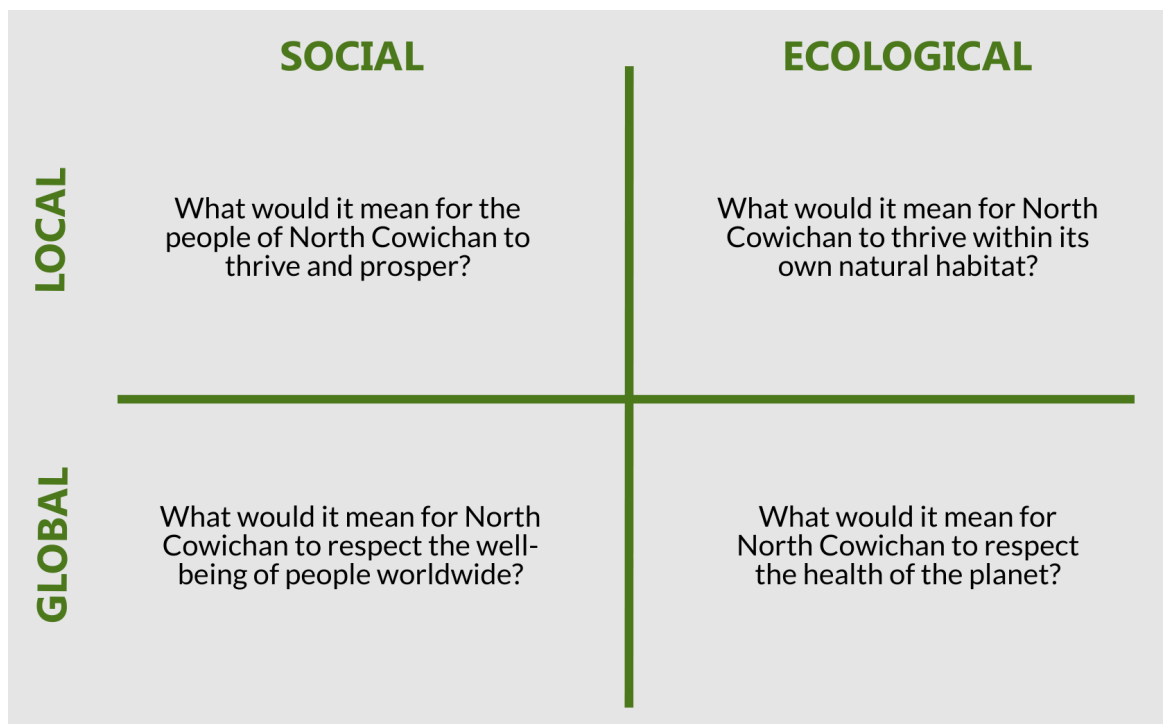 SOCIAL
ECOLOGICAL
LOCAL
What would it mean for the
people of North Cowichan to
thrive and prosper?
What would it mean for North
Cowichan to thrive within its
own natural habitat?
GLOBAL
What would it mean for North
Cowichan to respect the well-
being of people worldwide?
What would it mean for
North Cowichan to respect
the health of the planet?